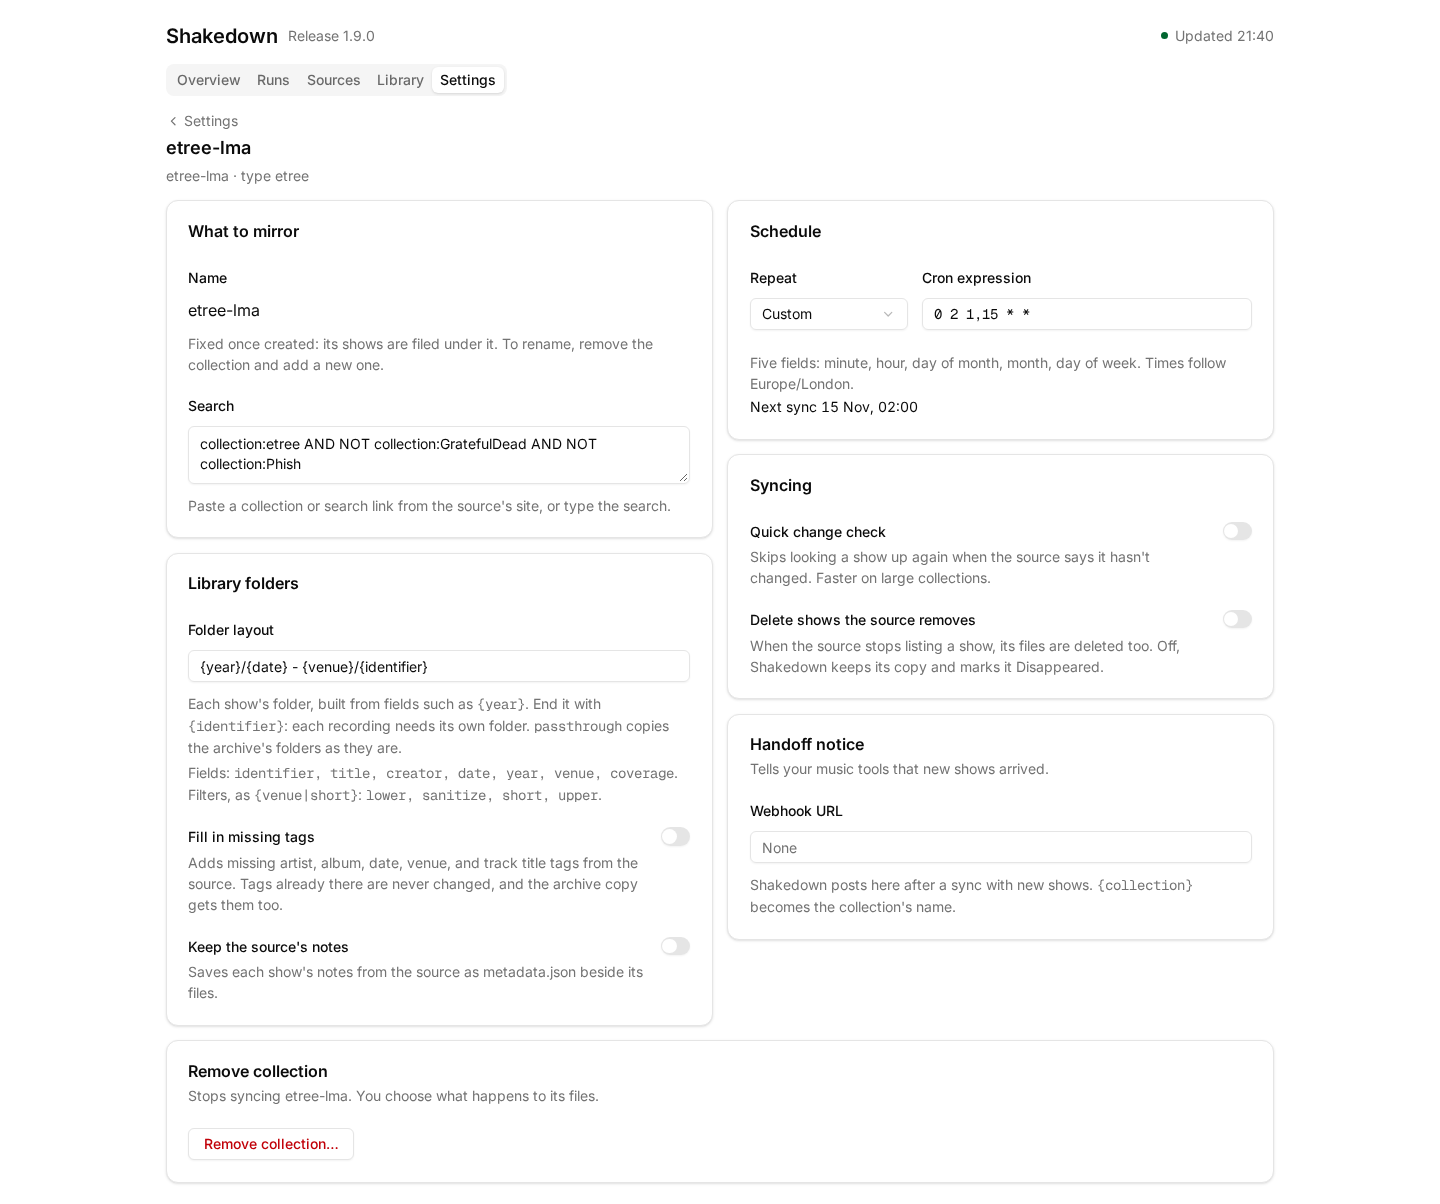 Shakedown Release 1.9.0
Updated 21:40
Overview Runs Sources Library Settings
Settings
etree-lma
etree-lma · type etree
What to mirror
Name
etree-lma
Fixed once created: its shows are filed under it. To rename, remove the
collection and add a new one.
Search
collection:etree AND NOT collection:GratefulDead AND NOT
collection:Phish
Paste a collection or search link from the source's site, or type the search.
Library folders
Folder layout
{year}/{date} - {venue}/{identifier}
Each show's folder, built from fields such as {year}. End it with
{identifier}: each recording needs its own folder. passthrough copies
the archive's folders as they are.
Fields: identifier, title, creator, date, year, venue, coverage.
Filters, as {venue|short}: lower, sanitize, short, upper.
Fill in missing tags
Adds missing artist, album, date, venue, and track title tags from the
source. Tags already there are never changed, and the archive copy
gets them too.
Keep the source's notes
Saves each show's notes from the source as metadata.json beside its
files.
Schedule
Repeat Cron expression
Custom 0 2 1,15 * *
Five fields: minute, hour, day of month, month, day of week. Times follow
Europe/London.
Next sync 15 Nov, 02:00
Syncing
Quick change check
Skips looking a show up again when the source says it hasn't
changed. Faster on large collections.
Delete shows the source removes
When the source stops listing a show, its files are deleted too. Off,
Shakedown keeps its copy and marks it Disappeared.
Handoff notice
Tells your music tools that new shows arrived.
Webhook URL
None
Shakedown posts here after a sync with new shows. {collection}
becomes the collection's name.
Remove collection
Stops syncing etree-lma. You choose what happens to its files.
Remove collection...